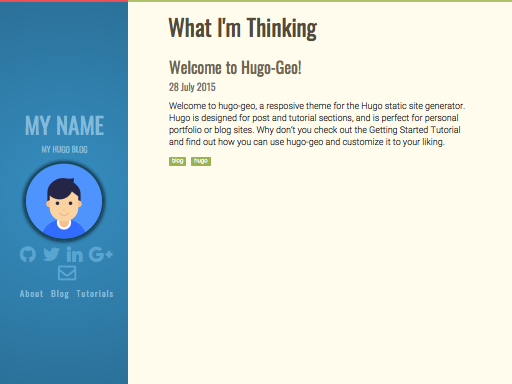 MY NAME
MY HUGO BLOG
About Blog Tutorials
What I'm Thinking
Welcome to Hugo-Geo!
28 July 2015
Welcome to hugo-geo, a resposive theme for the Hugo static site generator.
Hugo is designed for post and tutorial sections, and is perfect for personal
portfolio or blog sites. Why don't you check out the Getting Started Tutorial
and find out how you can use hugo-geo and customize it to your liking.
blog hugo